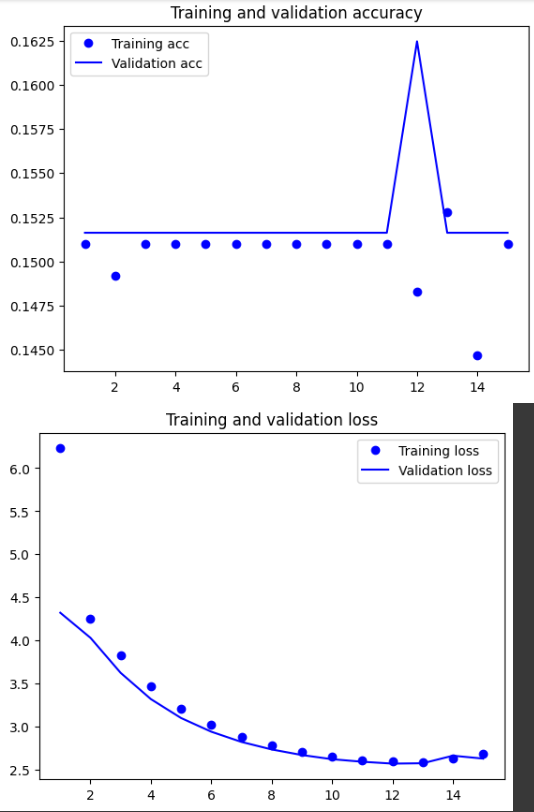 Training and validation accuracy
0.1625
0.1600
0.1575
0.1550
0.1525
0.1500
0.1475
0.1450
Training acc
Validation acc
2 4 6 8 10 12 14
Training and validation loss
6.0
5.5
5.0
4.5
4.0
3.5
3.0
2.5
Training loss
Validation loss
2 4 6 8 10 12 14